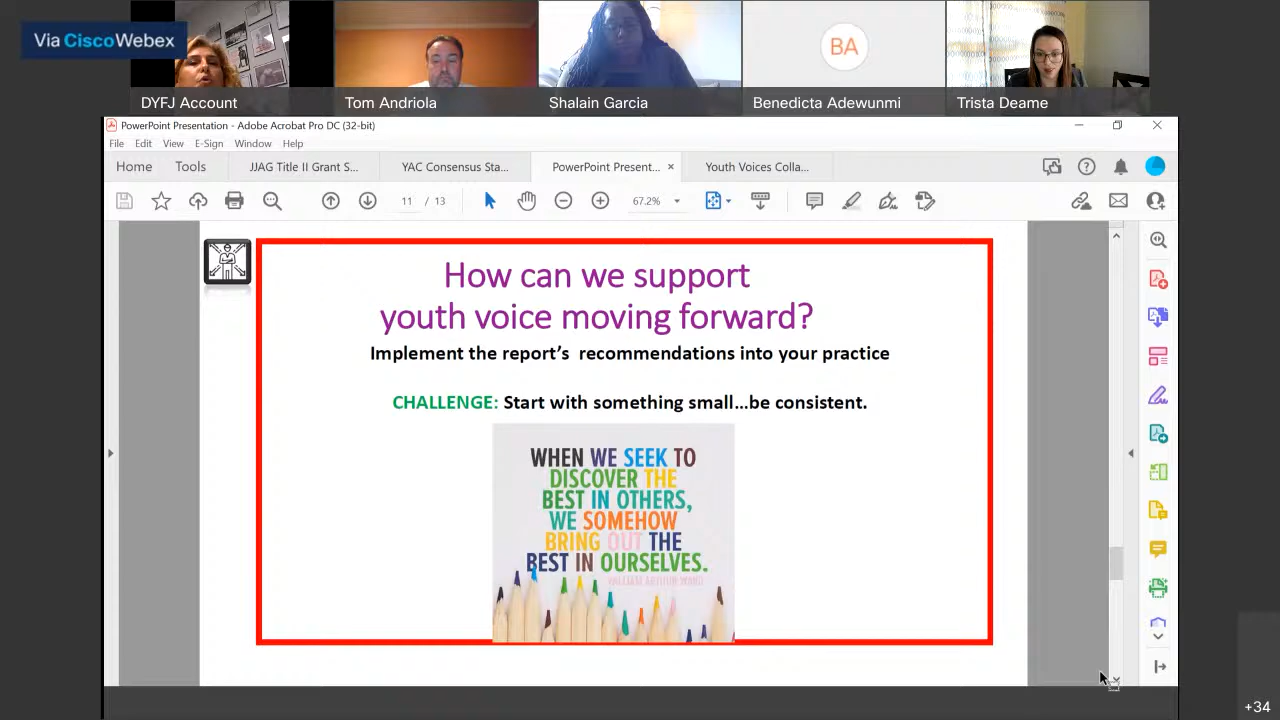 Via Cisco Webex
DYFJ Account
Tom Andriola
Shalain Garcia
BA
Benedicta Adewunmi
Trista Deame
PowerPoint Presentation - Adobe Acrobat Pro DC (32-bit)
File Edit View E-Sign Window Help
Home Tools JJAG Title II Grant S... YAC Consensus Sta... PowerPoint Present... × Youth Voices Colla...
11 / 13 67.2%
How can we support
youth voice moving forward?
Implement the report's recommendations into your practice
CHALLENGE: Start with something small...be consistent.
WHEN WE SEEK TO
DISCOVER THE
BEST IN OTHERS,
WE SOMEHOW
BRING OUT THE
BEST IN OURSELVES.
WILLIAM ARTHUR WARD
+34